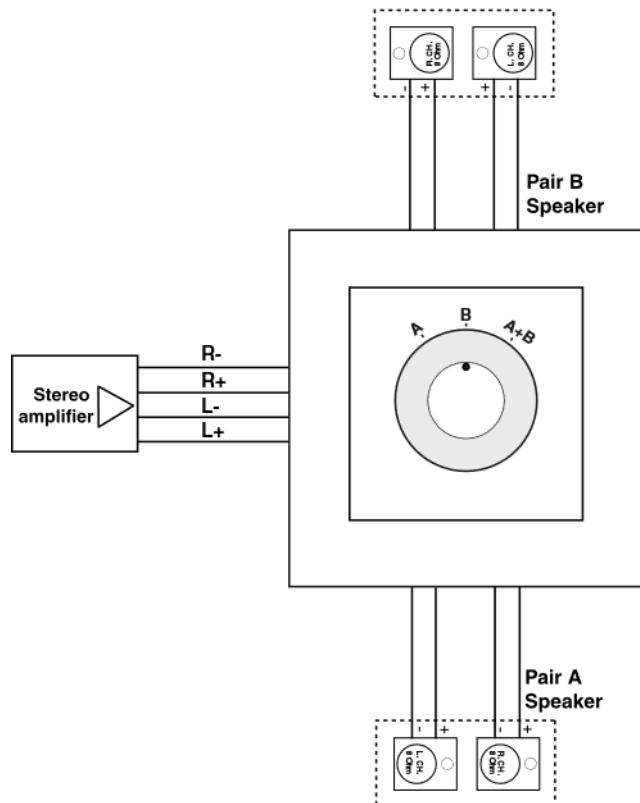 R. CH.
8 Ohm
L. CH.
8 Ohm
- +
+ -
Pair B
Speaker
A
B
A+B
Stereo
amplifier
R-
R+
L-
L+
Pair A
Speaker
- +
- +
L. CH.
8 Ohm
R. CH.
8 Ohm